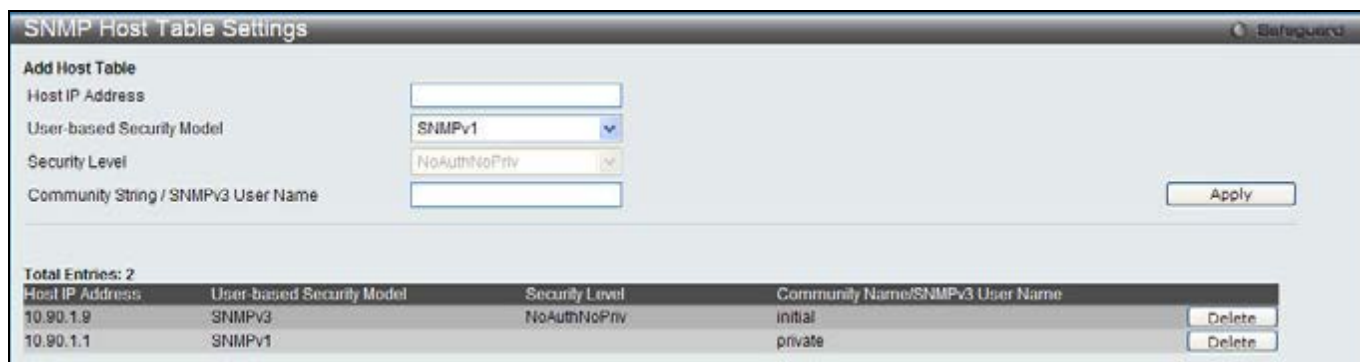 SNMP Host Table Settings Safeguard
Add Host Table
Host IP Address
User-based Security Model SNMPv1
Security Level NoAuthNoPriv
Community String / SNMPv3 User Name Apply
Total Entries: 2
Host IP Address User-based Security Model Security Level Community Name/SNMPv3 User Name
10.90.1.9 SNMPv3 NoAuthNoPriv initial Delete
10.90.1.1 SNMPv1 private Delete